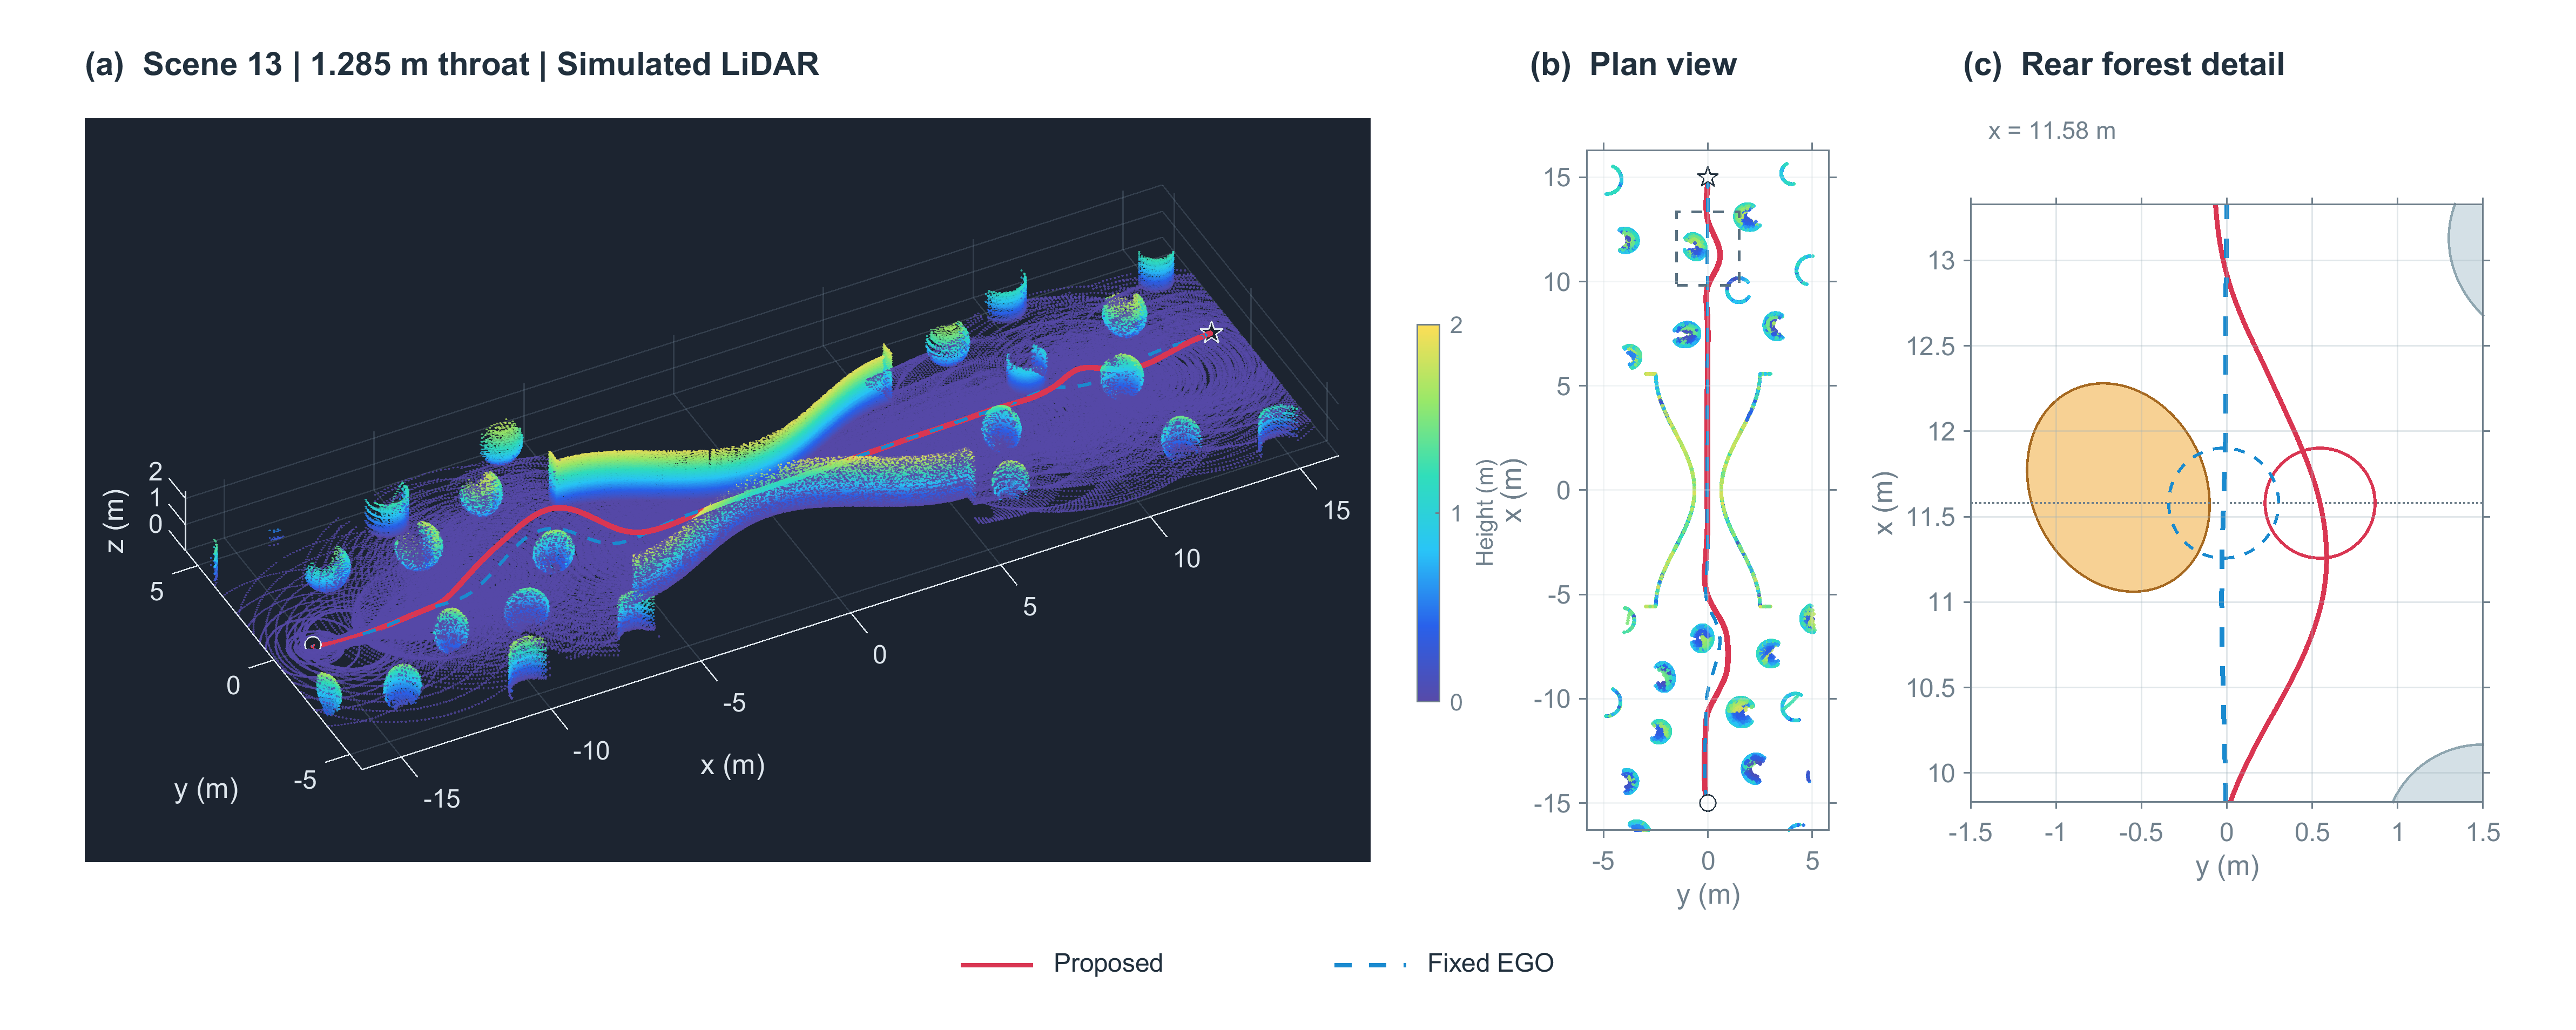 (a) Scene 13 | 1.285 m throat | Simulated LiDAR
2
1
0
z (m)
5
0
-5
y (m)
-15
-10
-5
0
5
10
15
x (m)
2
1
0
Height (m)
(b) Plan view
15
10
5
0
-5
-10
-15
x (m)
-5
0
5
y (m)
(c) Rear forest detail
x = 11.58 m
13
12.5
12
11.5
11
10.5
10
x (m)
-1.5
-1
-0.5
0
0.5
1
1.5
y (m)
Proposed
Fixed EGO